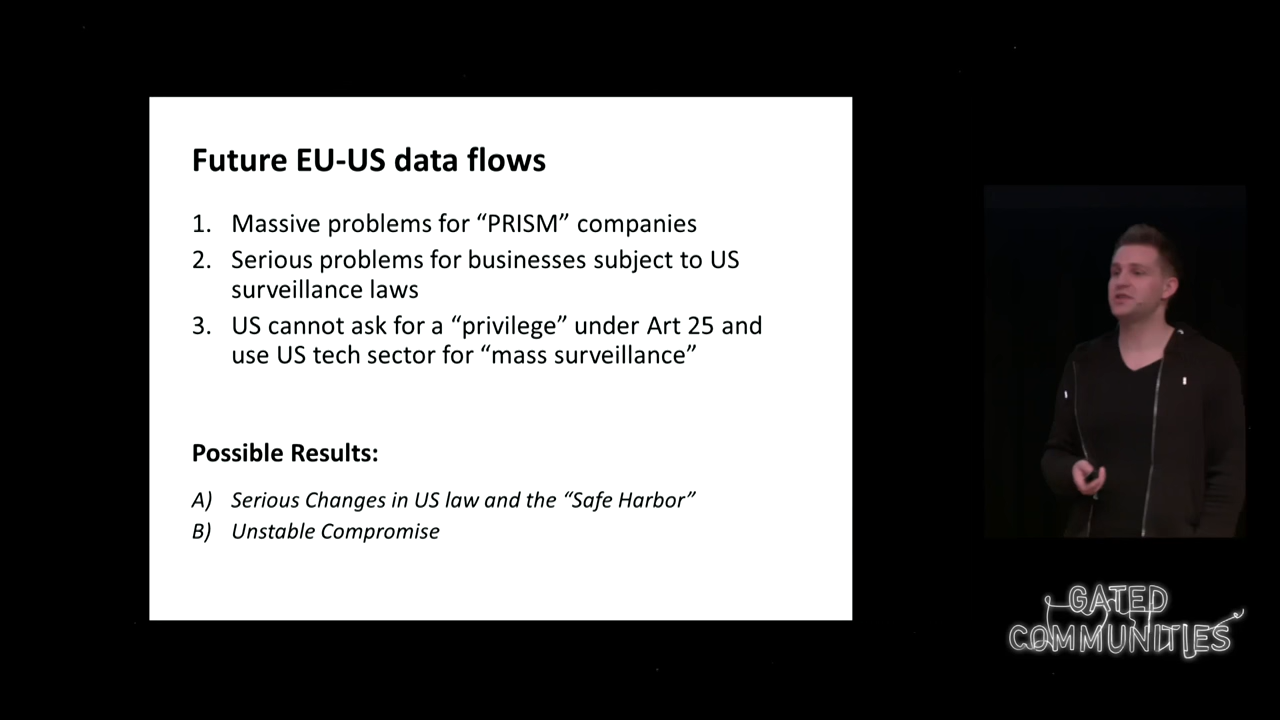 Future EU-US data flows
1. Massive problems for “PRISM” companies
2. Serious problems for businesses subject to US
surveillance laws
3. US cannot ask for a “privilege” under Art 25 and
use US tech sector for “mass surveillance”
Possible Results:
A) Serious Changes in US law and the “Safe Harbor”
B) Unstable Compromise
GATED
COMMUNITIES